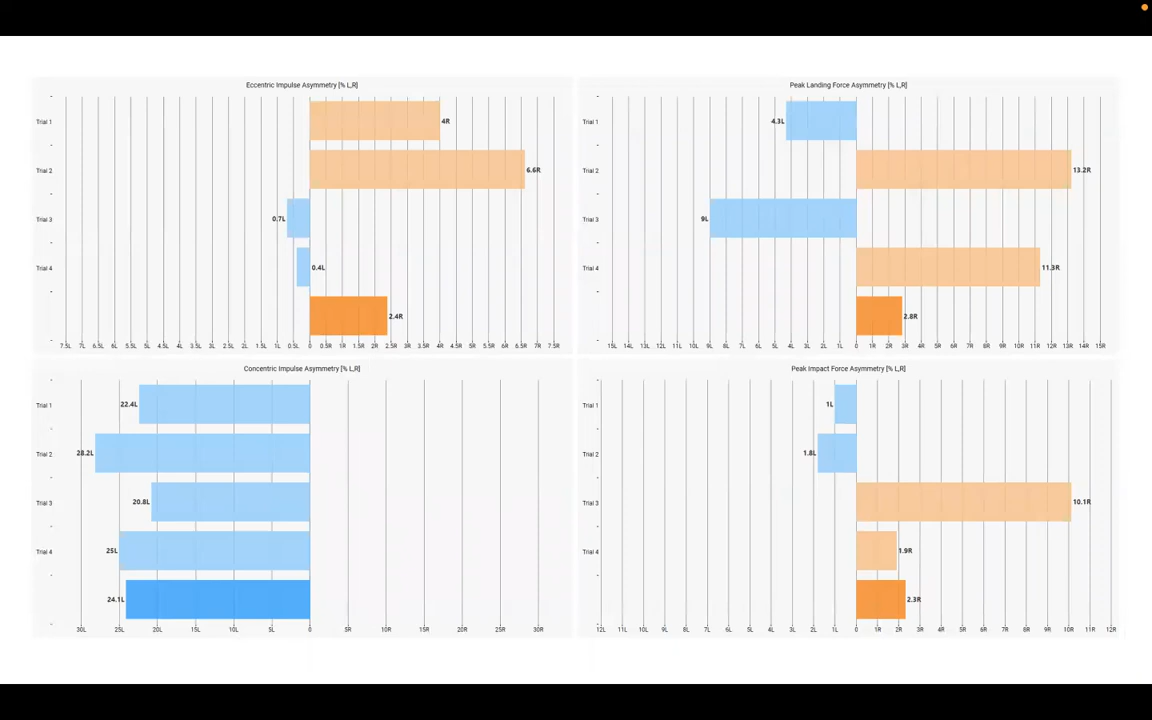 Eccentric Impulse Asymmetry [% L,R]
Trial 1
4R
Trial 2
6.6R
Trial 3
0.7L
Trial 4
0.4L
2.4R
7.5L 7L 6.5L 6L 5.5L 5L 4.5L 4L 3.5L 3L 2.5L 2L 1.5L 1L 0.5L 0 0.5R 1R 1.5R 2R 2.5R 3R 3.5R 4R 4.5R 5R 5.5R 6R 6.5R 7R 7.5R
Peak Landing Force Asymmetry [% L,R]
Trial 1
4.3L
Trial 2
13.2R
Trial 3
9L
Trial 4
11.3R
2.8R
15L 14L 13L 12L 11L 10L 9L 8L 7L 6L 5L 4L 3L 2L 1L 0 1R 2R 3R 4R 5R 6R 7R 8R 9R 10R 11R 12R 13R 14R 15R
Concentric Impulse Asymmetry [% L,R]
Trial 1
22.4L
Trial 2
28.2L
Trial 3
20.8L
Trial 4
25L
24.1L
30L 25L 20L 15L 10L 5L 0 5R 10R 15R 20R 25R 30R
Peak Impact Force Asymmetry [% L,R]
Trial 1
1L
Trial 2
1.8L
Trial 3
10.1R
Trial 4
1.9R
2.3R
12L 11L 10L 9L 8L 7L 6L 5L 4L 3L 2L 1L 0 1R 2R 3R 4R 5R 6R 7R 8R 9R 10R 11R 12R